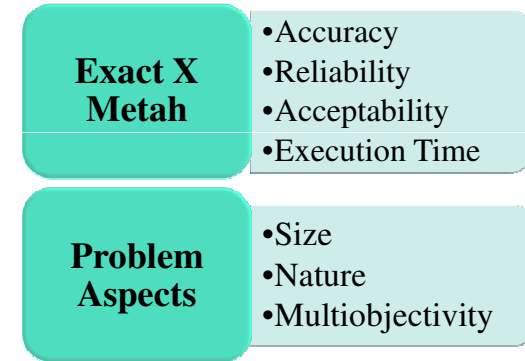 Exact X
Metah
•Accuracy
•Reliability
•Acceptability
•Execution Time
Problem
Aspects
•Size
•Nature
•Multiobjectivity